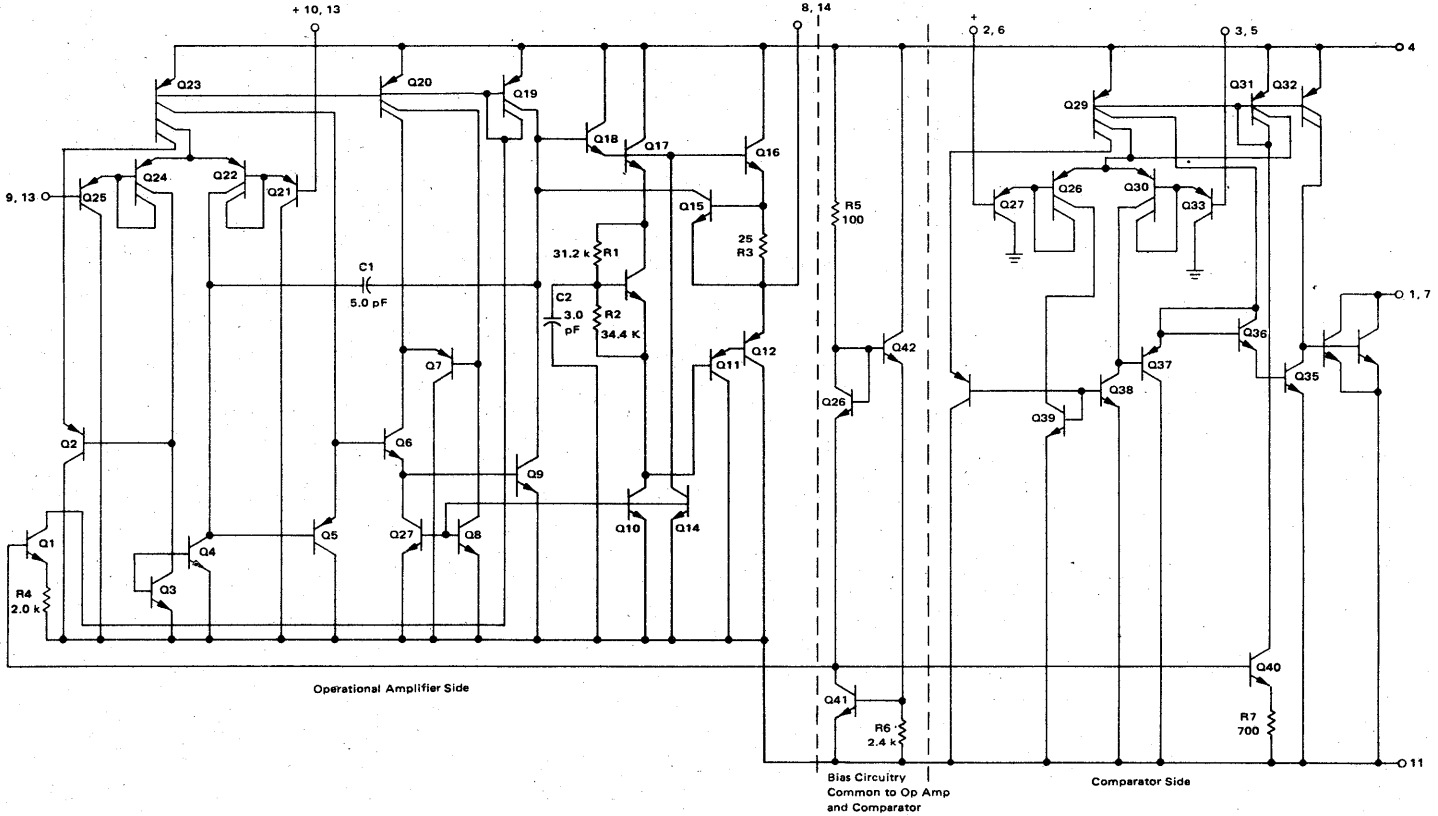 + 10, 13
8, 14
+
2, 6
3, 5
4
Q23
Q20
Q19
Q18
Q17
Q16
Q29
Q31
Q32
Q24
Q22
Q25
Q21
9, 13
Q15
Q26
Q30
Q27
Q33
R5
100
25
R3
31.2 k
R1
C1
5.0 pF
C2
3.0
pF
R2
34.4 K
1, 7
Q7
Q11
Q12
Q42
Q36
Q37
Q35
Q38
Q26
Q39
Q2
Q6
Q9
Q1
Q4
Q5
Q27
Q8
Q10
Q14
Q3
R4
2.0 k
Q40
Operational Amplifier Side
Q41
R6
2.4 k
R7
700
11
Bias Circuitry
Common to Op Amp
and Comparator
Comparator Side